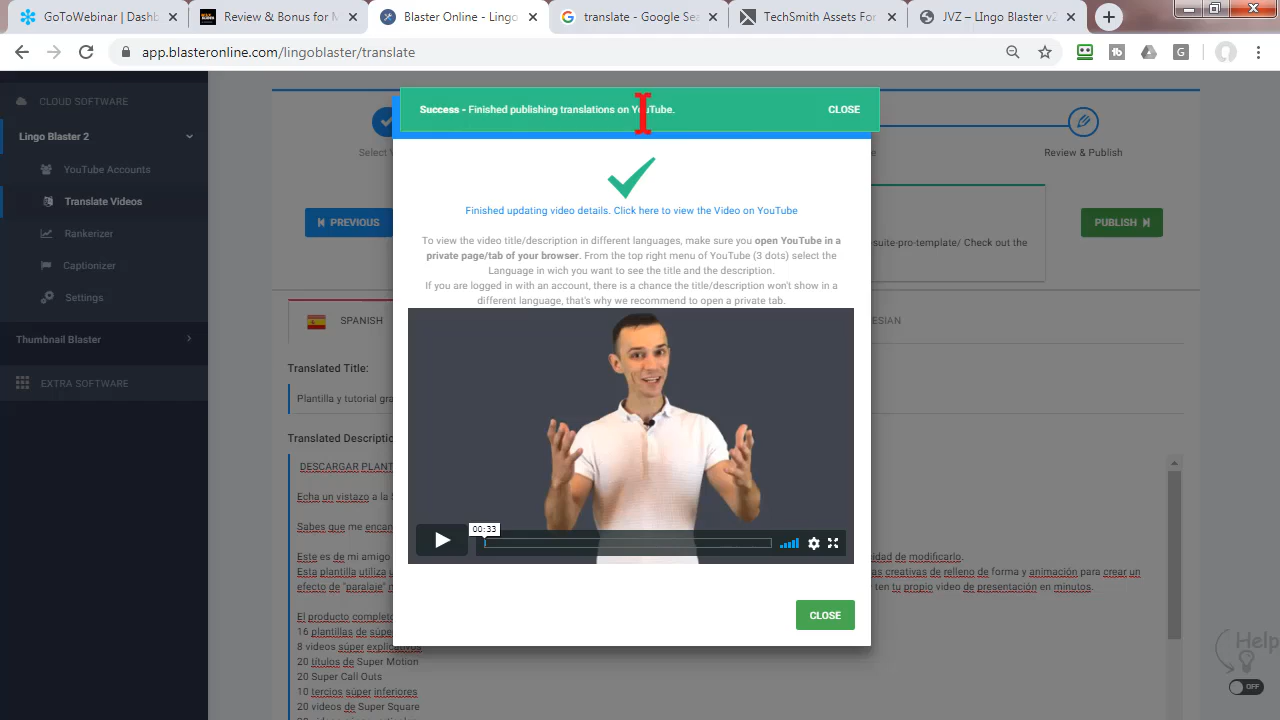 GoToWebinar | Dashb
Review & Bonus for M
Blaster Online - Lingo
translate - Google Sea
TechSmith Assets For
JVZ – Lingo Blaster v2
app.blasteronline.com/lingoblaster/translate
CLOUD SOFTWARE
Lingo Blaster 2
YouTube Accounts
Translate Videos
Rankerizer
Captionizer
Settings
Thumbnail Blaster
EXTRA SOFTWARE
Success - Finished publishing translations on YouTube.
CLOSE
Select V
Review & Publish
PREVIOUS
PUBLISH
-suite-pro-template/ Check out the
Finished updating video details. Click here to view the Video on YouTube
To view the video title/description in different languages, make sure you open YouTube in a
private page/tab of your browser. From the top right menu of YouTube (3 dots) select the
Language in wich you want to see the title and the description.
If you are logged in with an account, there is a chance the title/description won't show in a
different language, that's why we recommend to open a private tab.
SPANISH
ESIAN
Translated Title:
Plantilla y tutorial gra
Translated Descripti
DESCARGAR PLANT
Echa un vistazo a la S
Sabes que me encan
Este es de mi amigo
eidad de modificarlo.
Esta plantilla utiliza u
as creativas de relleno de forma y animación para crear un
efecto de "paralaje" n
y ten tu propio video de presentación en minutos.
El producto completo
16 plantillas de súpe
8 videos súper explicativos
20 títulos de Super Motion
20 Super Call Outs
10 tercios súper inferiores
20 videos de Super Square
00:33
CLOSE
Help
OFF